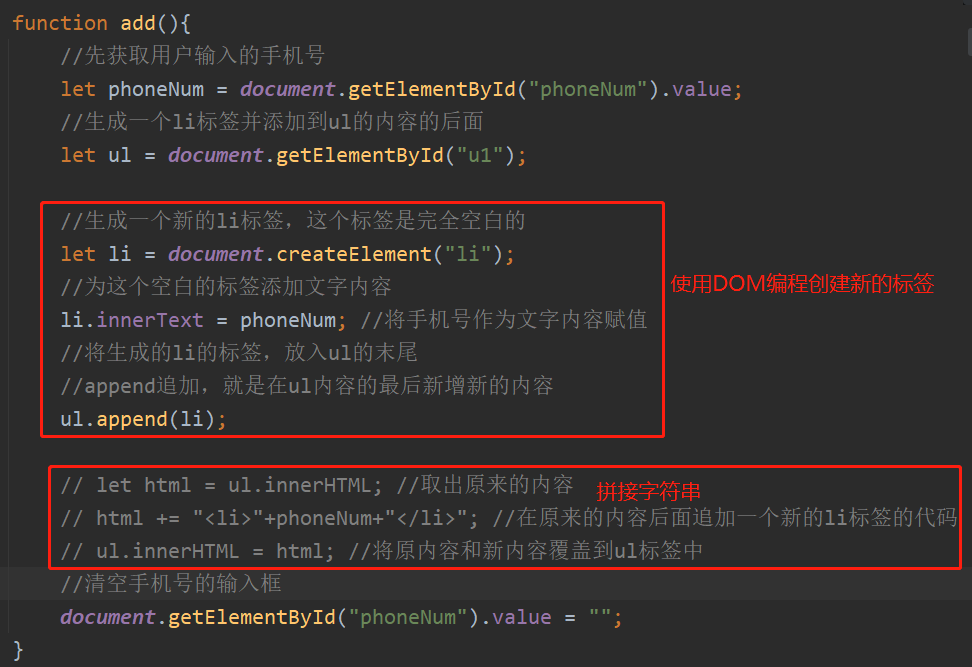 function add(){
//先获取用户输入的手机号
let phoneNum = document.getElementById("phoneNum").value;
//生成一个li标签并添加到ul的内容的后面
let ul = document.getElementById("u1");
//生成一个新的li标签，这个标签是完全空白的
let li = document.createElement("li");
//为这个空白的标签添加文字内容
li.innerText = phoneNum; //将手机号作为文字内容赋值
//将生成的li的标签，放入ul的末尾
//append追加，就是在ul内容的最后新增新的内容
ul.append(li);
使用DOM编程创建新的标签
// let html = ul.innerHTML; //取出原来的内容
拼接字符串
// html += "<li>"+phoneNum+"</li>"; //在原来的内容后面追加一个新的li标签的代码
// ul.innerHTML = html; //将原内容和新内容覆盖到ul标签中
//清空手机号的输入框
document.getElementById("phoneNum").value = "";
}